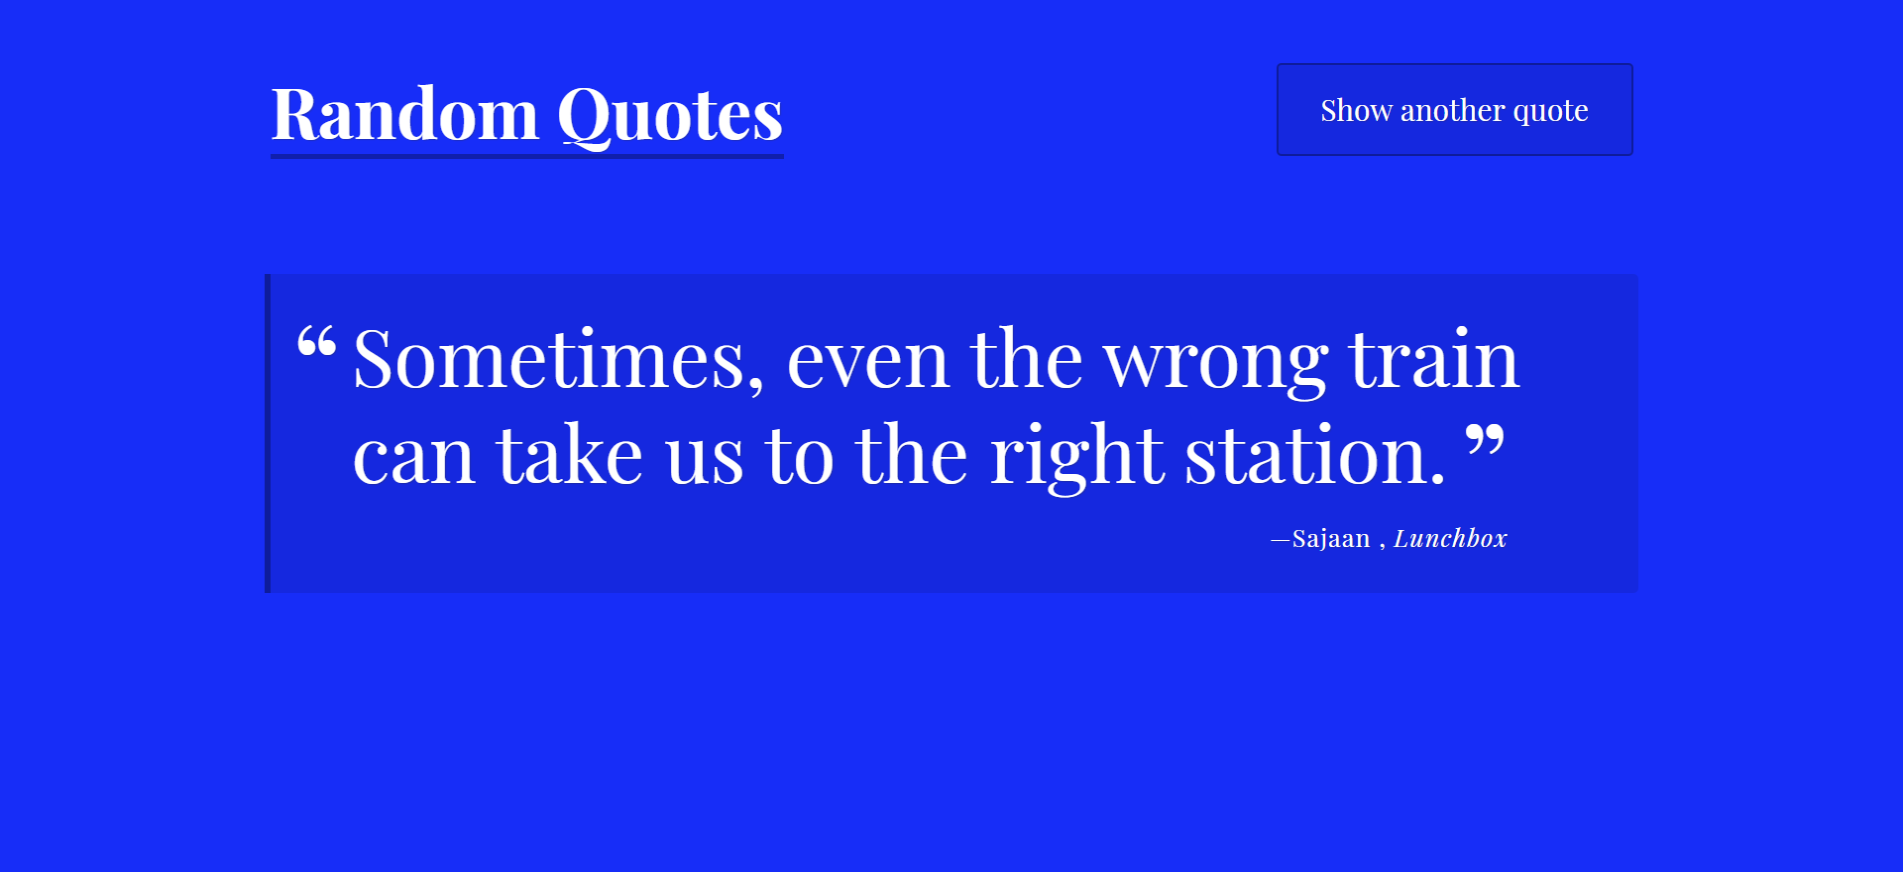 Random Quotes
Show another quote
“ Sometimes, even the wrong train
can take us to the right station. ”
—Sajaan , Lunchbox